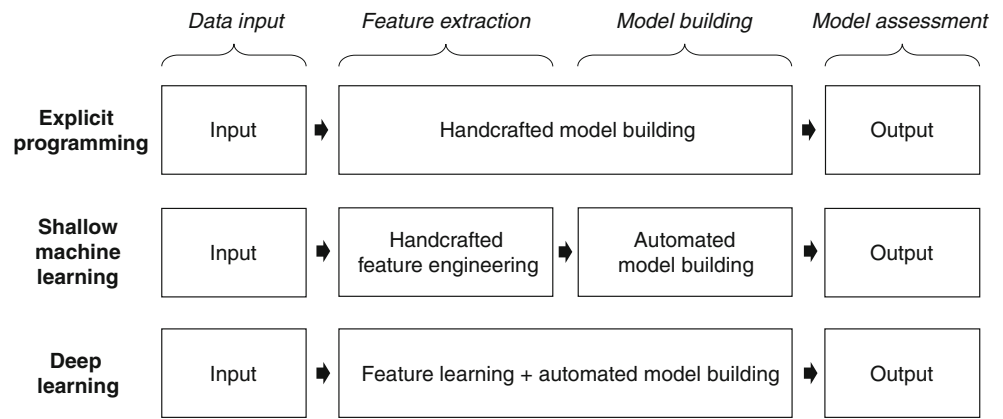 Data input Feature extraction Model building Model assessment
Explicit
programming
Input Handcrafted model building Output
Shallow
machine
learning
Input
Handcrafted
feature engineering
Automated
model building
Output
Deep
learning
Input Feature learning + automated model building Output